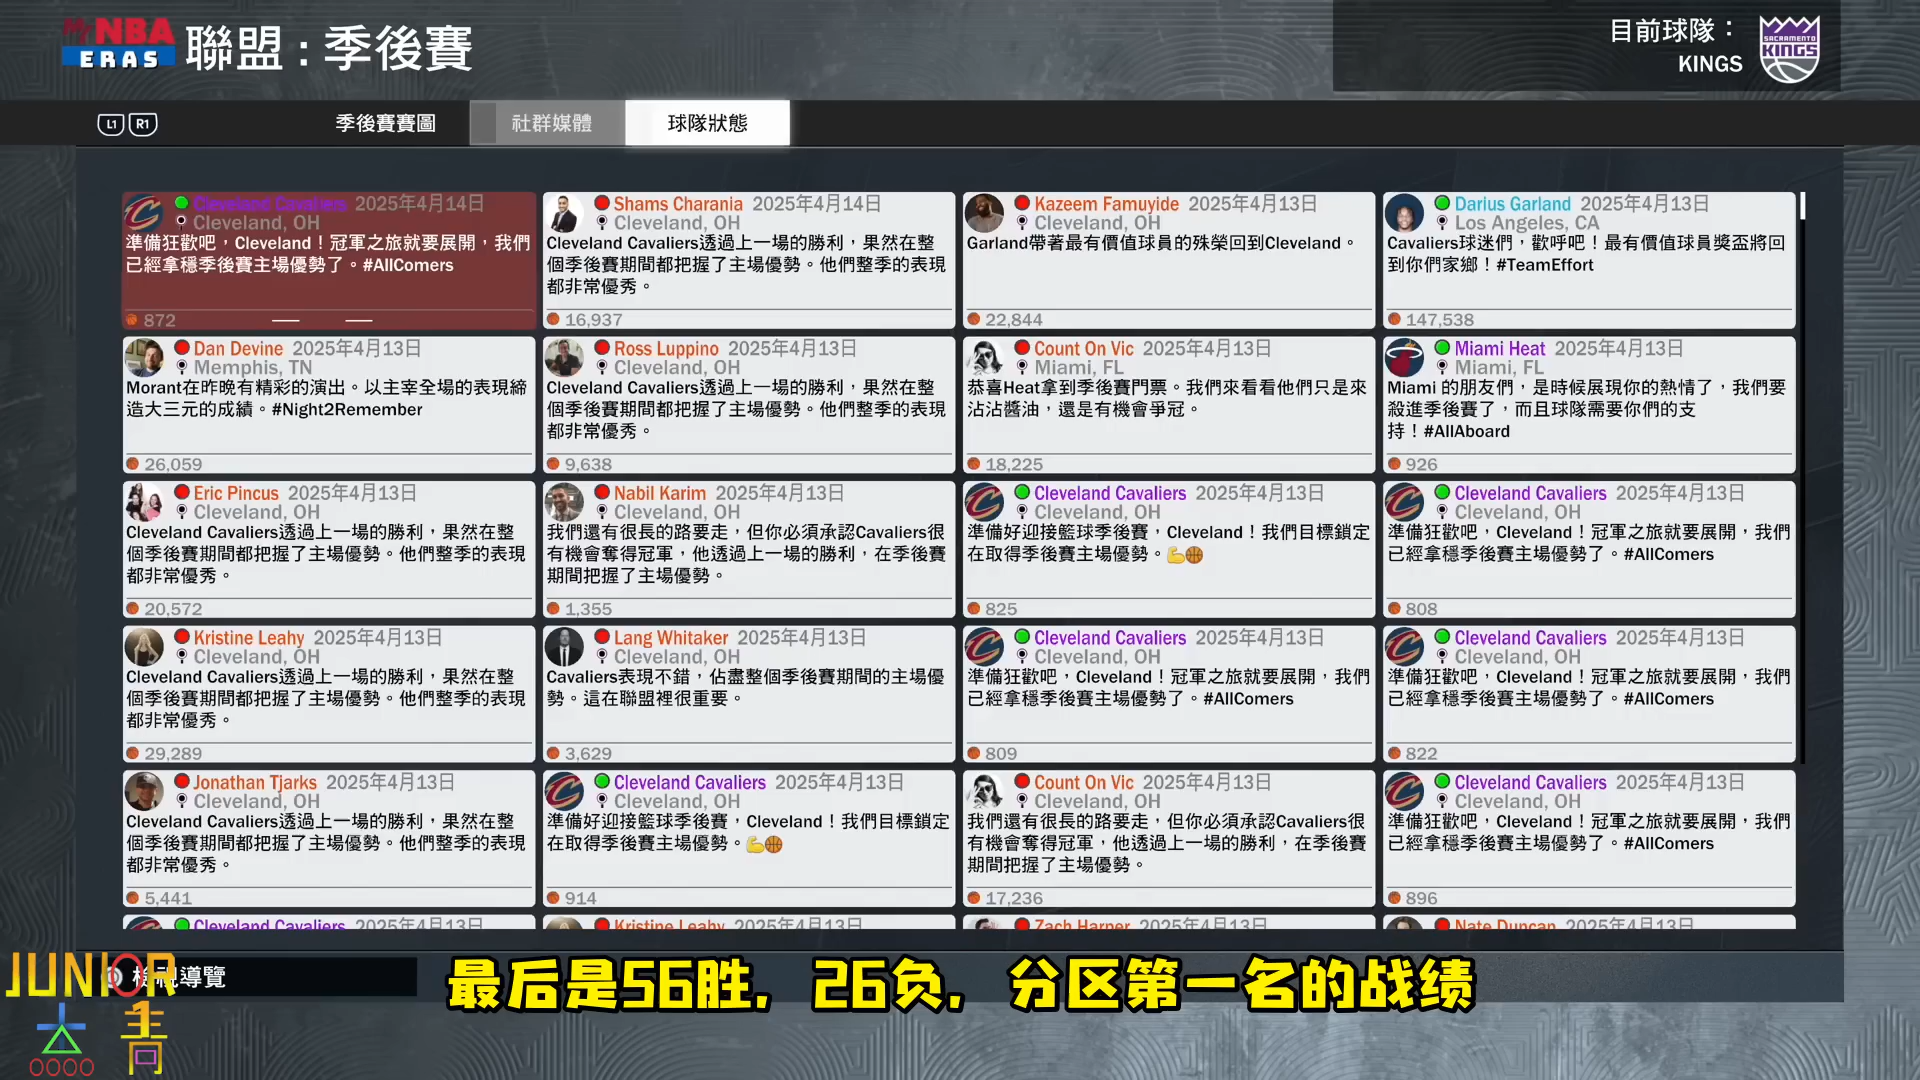 MyNBA ERAS 聯盟 : 季後賽
目前球隊：
KINGS
SACRAMENTO KINGS
L1 R1 季後賽賽圖 社群媒體 球隊狀態
Cleveland Cavaliers 2025年4月14日
Cleveland, OH
準備狂歡吧，Cleveland！冠軍之旅就要展開，我們
已經拿穩季後賽主場優勢了。#AllComers
872
Shams Charania 2025年4月14日
Cleveland, OH
Cleveland Cavaliers透過上一場的勝利，果然在整
個季後賽期間都把握了主場優勢。他們整季的表現
都非常優秀。
16,937
Kazeem Famuyide 2025年4月13日
Cleveland, OH
Garland帶著最有價值球員的殊榮回到Cleveland。
22,844
Darius Garland 2025年4月13日
Los Angeles, CA
Cavaliers球迷們，歡呼吧！最有價值球員獎盃將回
到你們家鄉！#TeamEffort
147,538
Dan Devine 2025年4月13日
Memphis, TN
Morant在昨晚有精彩的演出。以主宰全場的表現締
造大三元的成績。#Night2Remember
26,059
Ross Luppino 2025年4月13日
Cleveland, OH
Cleveland Cavaliers透過上一場的勝利，果然在整
個季後賽期間都把握了主場優勢。他們整季的表現
都非常優秀。
9,638
Count On Vic 2025年4月13日
Miami, FL
恭喜Heat拿到季後賽門票。我們來看看他們只是來
沾沾醬油，還是有機會爭冠。
18,225
Miami Heat 2025年4月13日
Miami, FL
Miami 的朋友們，是時候展現你的熱情了，我們要
殺進季後賽了，而且球隊需要你們的支
持！#AllAboard
926
Eric Pincus 2025年4月13日
Cleveland, OH
Cleveland Cavaliers透過上一場的勝利，果然在整
個季後賽期間都把握了主場優勢。他們整季的表現
都非常優秀。
20,572
Nabil Karim 2025年4月13日
Cleveland, OH
我們還有很長的路要走，但你必須承認Cavaliers很
有機會奪得冠軍，他透過上一場的勝利，在季後賽
期間把握了主場優勢。
1,355
Cleveland Cavaliers 2025年4月13日
Cleveland, OH
準備好迎接籃球季後賽，Cleveland！我們目標鎖定
在取得季後賽主場優勢。💪🏀
825
Cleveland Cavaliers 2025年4月13日
Cleveland, OH
準備狂歡吧，Cleveland！冠軍之旅就要展開，我們
已經拿穩季後賽主場優勢了。#AllComers
808
Kristine Leahy 2025年4月13日
Cleveland, OH
Cleveland Cavaliers透過上一場的勝利，果然在整
個季後賽期間都把握了主場優勢。他們整季的表現
都非常優秀。
29,289
Lang Whitaker 2025年4月13日
Cleveland, OH
Cavaliers表現不錯，佔盡整個季後賽期間的主場優
勢。這在聯盟裡很重要。
3,629
Cleveland Cavaliers 2025年4月13日
Cleveland, OH
準備狂歡吧，Cleveland！冠軍之旅就要展開，我們
已經拿穩季後賽主場優勢了。#AllComers
809
Cleveland Cavaliers 2025年4月13日
Cleveland, OH
準備狂歡吧，Cleveland！冠軍之旅就要展開，我們
已經拿穩季後賽主場優勢了。#AllComers
822
Jonathan Tjarks 2025年4月13日
Cleveland, OH
Cleveland Cavaliers透過上一場的勝利，果然在整
個季後賽期間都把握了主場優勢。他們整季的表現
都非常優秀。
5,441
Cleveland Cavaliers 2025年4月13日
Cleveland, OH
準備好迎接籃球季後賽，Cleveland！我們目標鎖定
在取得季後賽主場優勢。💪🏀
914
Count On Vic 2025年4月13日
Cleveland, OH
我們還有很長的路要走，但你必須承認Cavaliers很
有機會奪得冠軍，他透過上一場的勝利，在季後賽
期間把握了主場優勢。
17,236
Cleveland Cavaliers 2025年4月13日
Cleveland, OH
準備狂歡吧，Cleveland！冠軍之旅就要展開，我們
已經拿穩季後賽主場優勢了。#AllComers
896
Cleveland Cavaliers 2025年4月13日
Kristine Leahy 2025年4月13日
Zach Harper 2025年4月13日
Nate Duncan 2025年4月13日
檢視導覽
JUNIOR
最后是56胜，26负，分区第一名的战绩